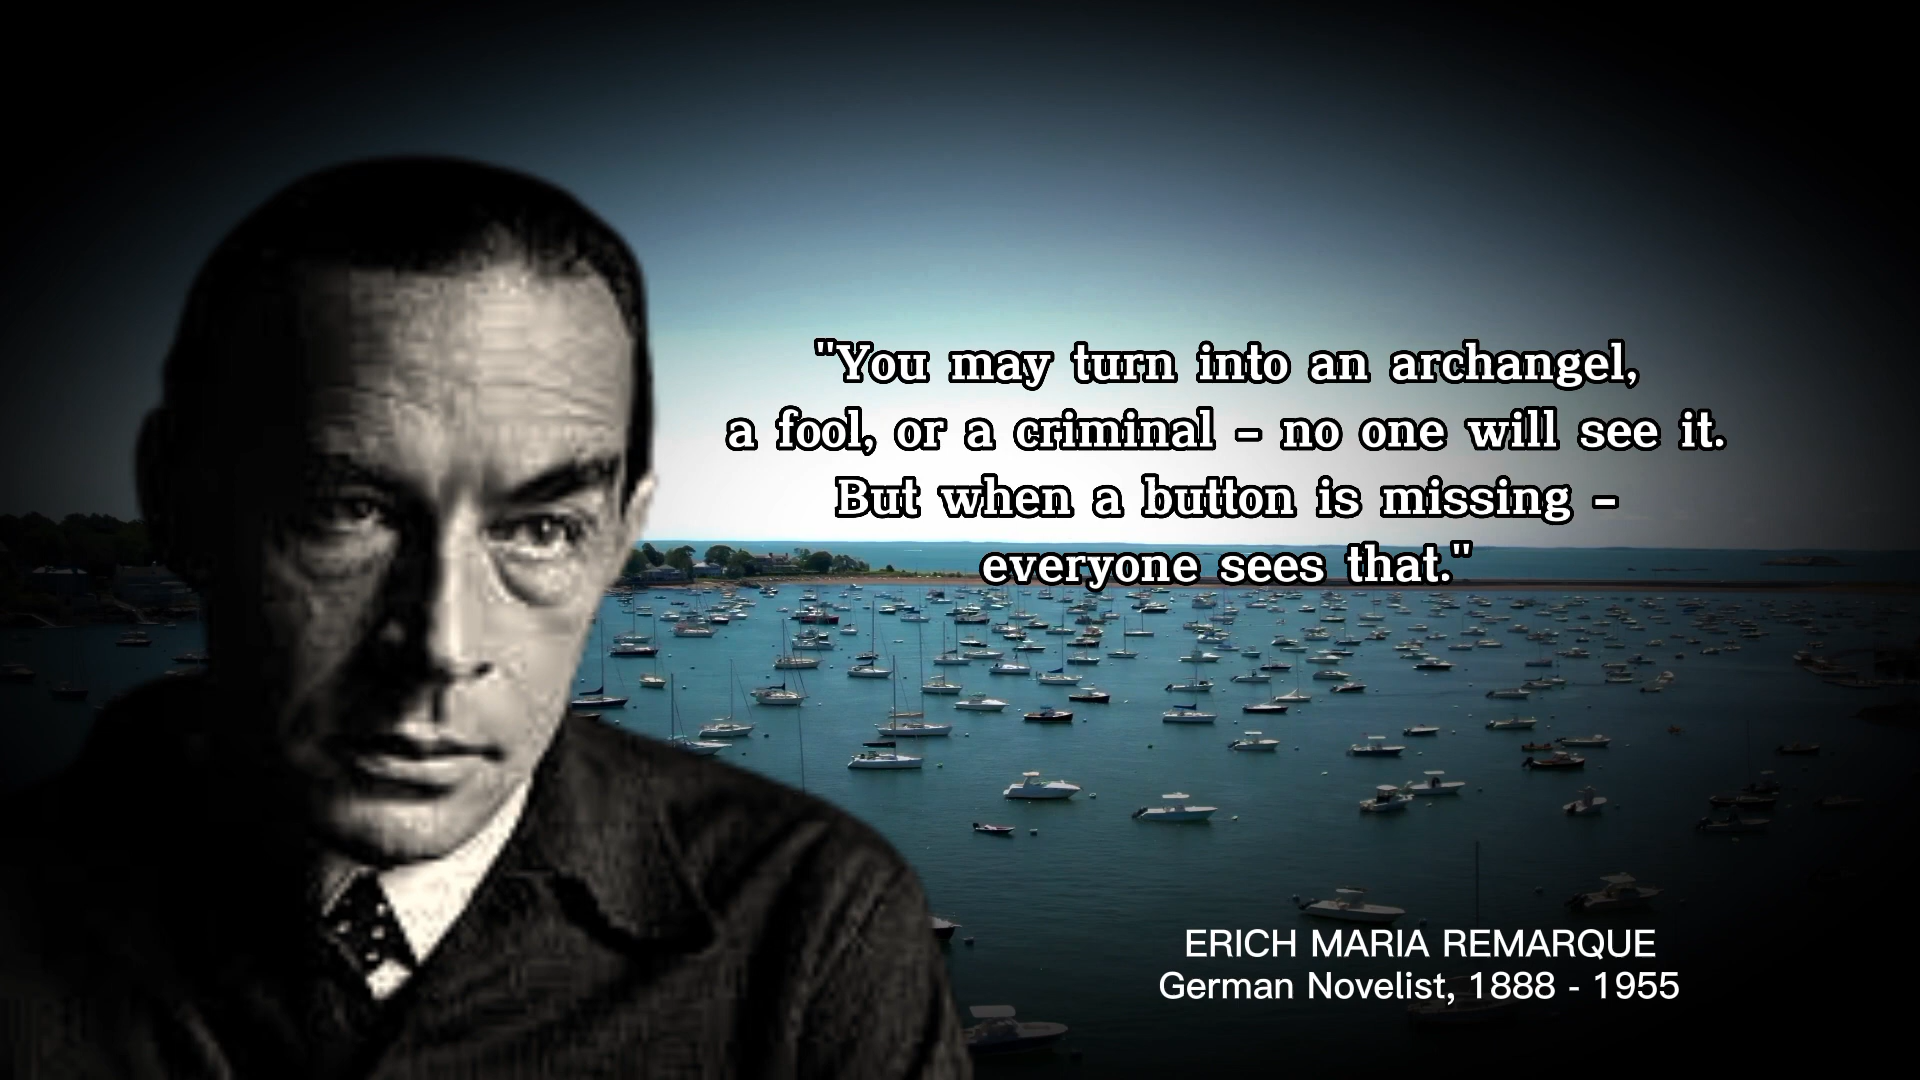 "You may turn into an archangel,
a fool, or a criminal – no one will see it.
But when a button is missing –
everyone sees that."
ERICH MARIA REMARQUE
German Novelist, 1888 - 1955